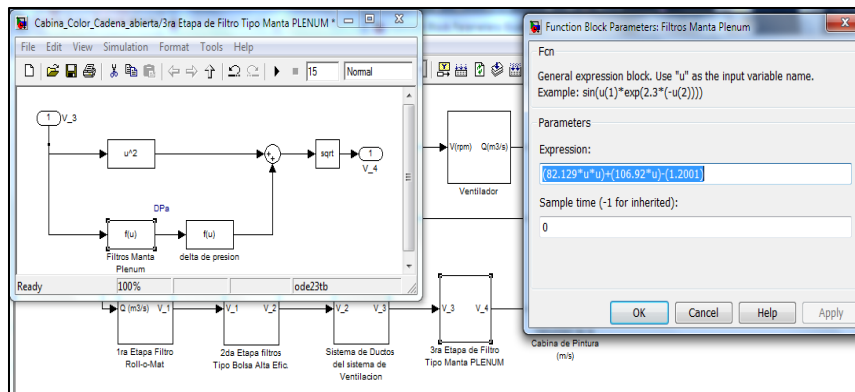 Cabina_Color_Cadena_abierta/3ra Etapa de Filtro Tipo Manta PLENUM *
File Edit View Simulation Format Tools Help
15 Normal
1 V_3
u^2
sqrt
1
V_4
DPa
f(u)
f(u)
Filtros Manta
Plenum
delta de presion
Ready 100% ode23tb
V(rpm) Q(m3/s)
Ventilador
Q (m3/s) V_1
V_1 V_2
V_2 V_3
V_3 V_4
1ra Etapa Filtro
Roll-o-Mat
2da Etapa filtros
Tipo Bolsa Alta Efic.
Sistema de Ductos
del sistema de
Ventilacion
3ra Etapa de Filtro
Tipo Manta PLENUM
Cabina de Pintura
(m/s)
Function Block Parameters: Filtros Manta Plenum
Fcn
General expression block. Use "u" as the input variable name.
Example: sin(u(1)*exp(2.3*(-u(2))))
Parameters
Expression:
(82.129*u*u)+(106.92*u)-(1.2001)
Sample time (-1 for inherited):
0
OK Cancel Help Apply